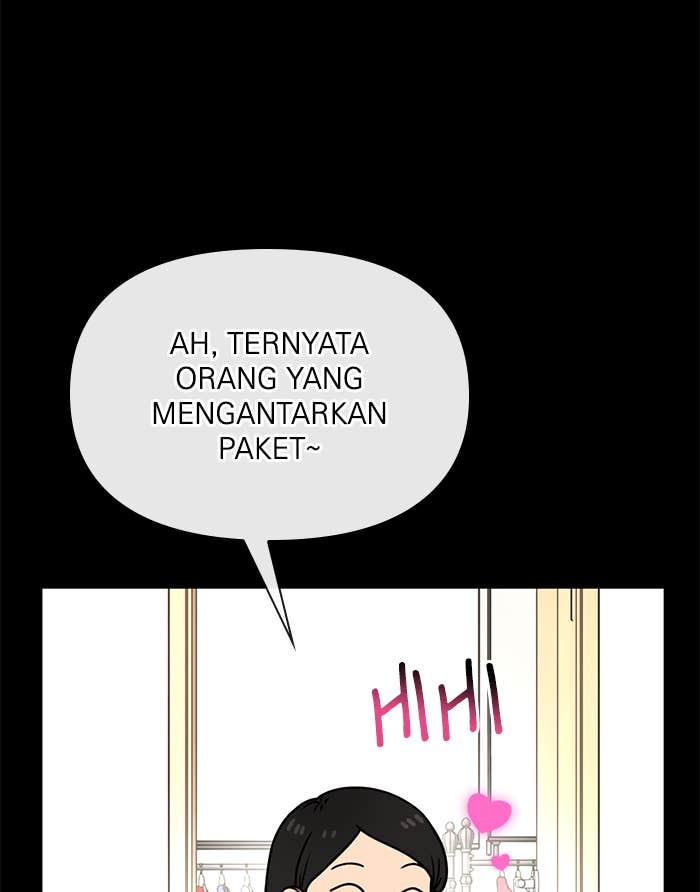 AH, TERNYATA
ORANG YANG
MENGANTARKAN
PAKET~
HIHI